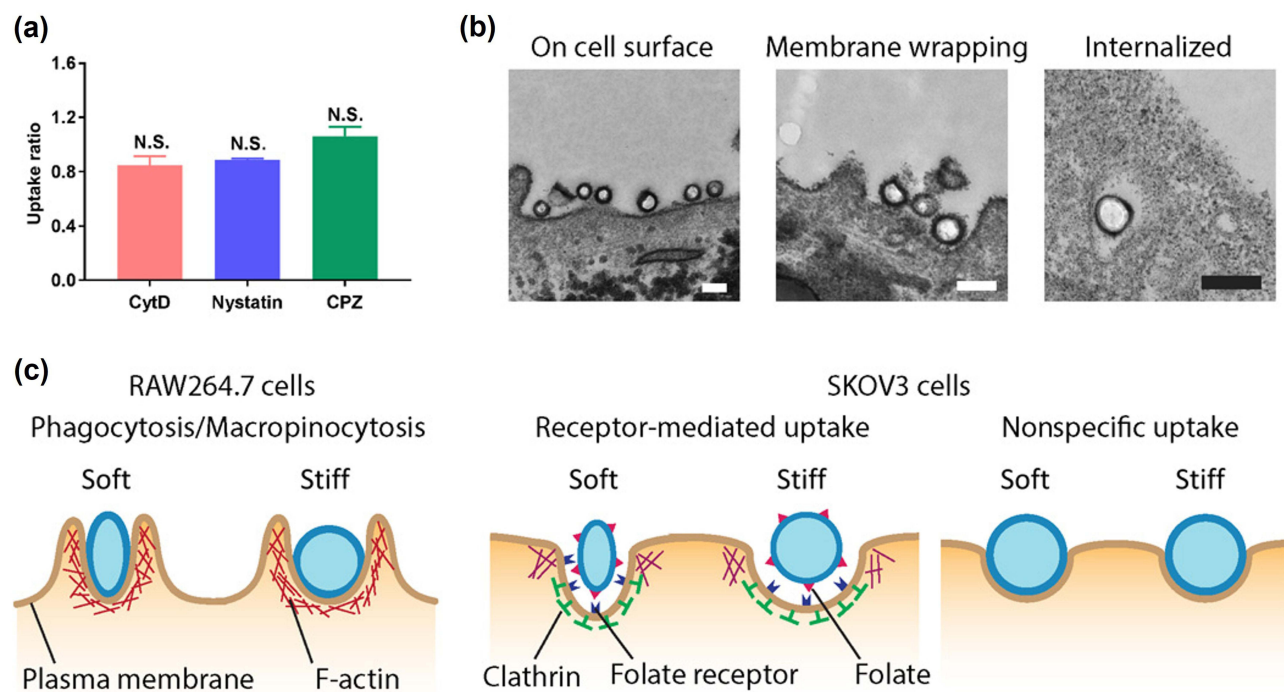 (a)
Uptake ratio
1.6
1.2
0.8
0.4
0.0
N.S.
N.S.
N.S.
CytD
Nystatin
CPZ
(b)
On cell surface
Membrane wrapping
Internalized
(c)
RAW264.7 cells
Phagocytosis/Macropinocytosis
Soft
Stiff
Plasma membrane
F-actin
SKOV3 cells
Receptor-mediated uptake
Soft
Stiff
Clathrin
Folate receptor
Folate
Nonspecific uptake
Soft
Stiff